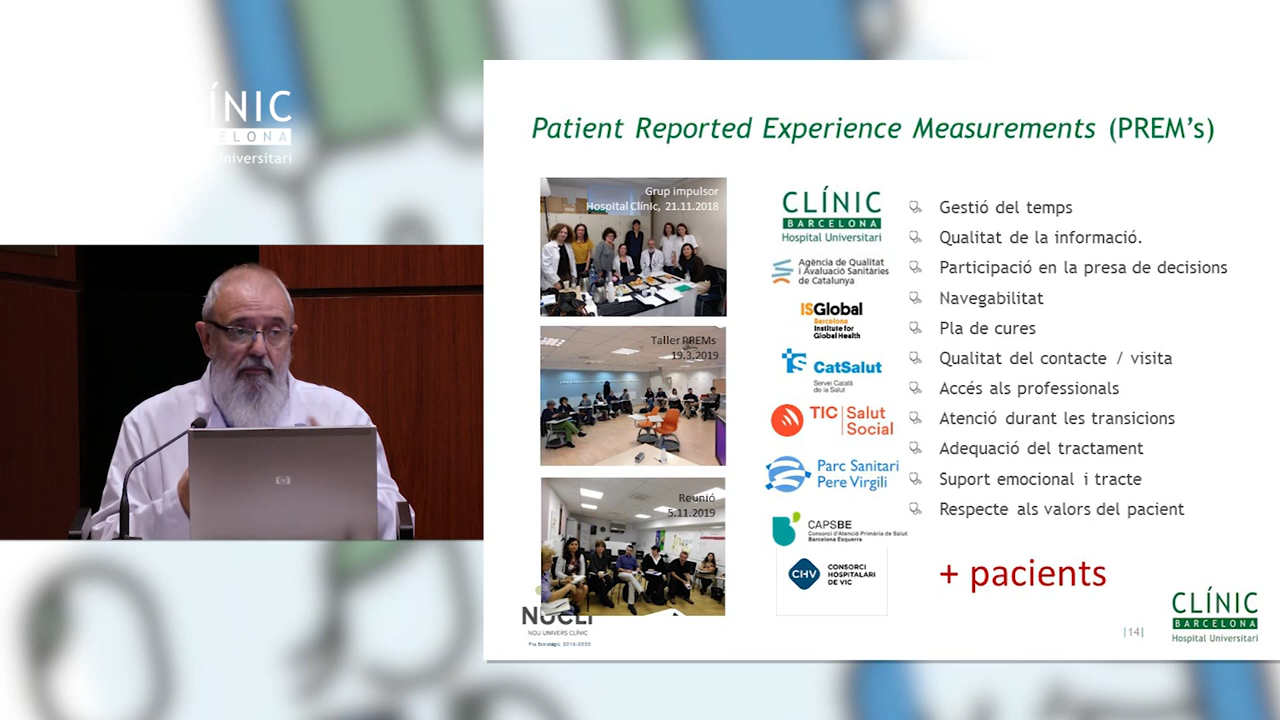 ÍNIC
ELONA
Universitari
Patient Reported Experience Measurements (PREM's)
Grup impulsor
Hospital Clínic, 21.11.2018
Taller PREMs
19.3.2019
Reunió
5.11.2019
CLÍNIC
BARCELONA
Hospital Universitari
Agència de Qualitat
i Avaluació Sanitàries
de Catalunya
ISGlobal
Barcelona
Institute for
Global Health
CatSalut
Servei Català
de la Salut
TIC Salut
Social
Parc Sanitari
Pere Virgili
CAPSBE
Consorci d'Atenció Primària de Salut
Barcelona Esquerra
CHV
CONSORCI
HOSPITALARI
DE VIC
Gestió del temps
Qualitat de la informació.
Participació en la presa de decisions
Navegabilitat
Pla de cures
Qualitat del contacte / visita
Accés als professionals
Atenció durant les transicions
Adequació del tractament
Suport emocional i tracte
Respecte als valors del pacient
+ pacients
NUCLI
NOU UNIVERS CLÍNIC
|14|
CLÍNIC
BARCELONA
Hospital Universitari
hp